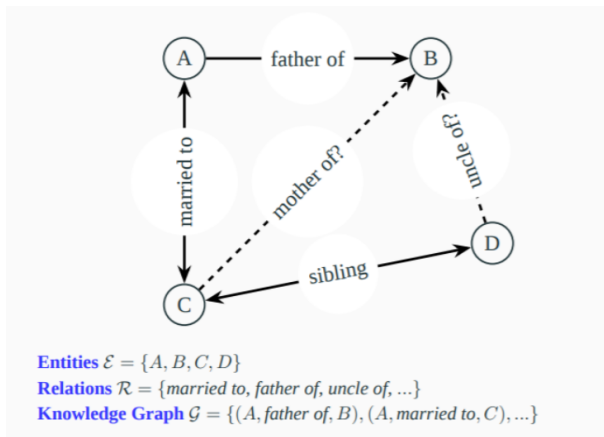 A father of B
married to
mother of?
uncle of?
D
sibling
C
Entities ℰ = {A, B, C, D}
Relations ℛ = {married to, father of, uncle of, ...}
Knowledge Graph 𝒢 = {(A, father of, B), (A, married to, C), ...}